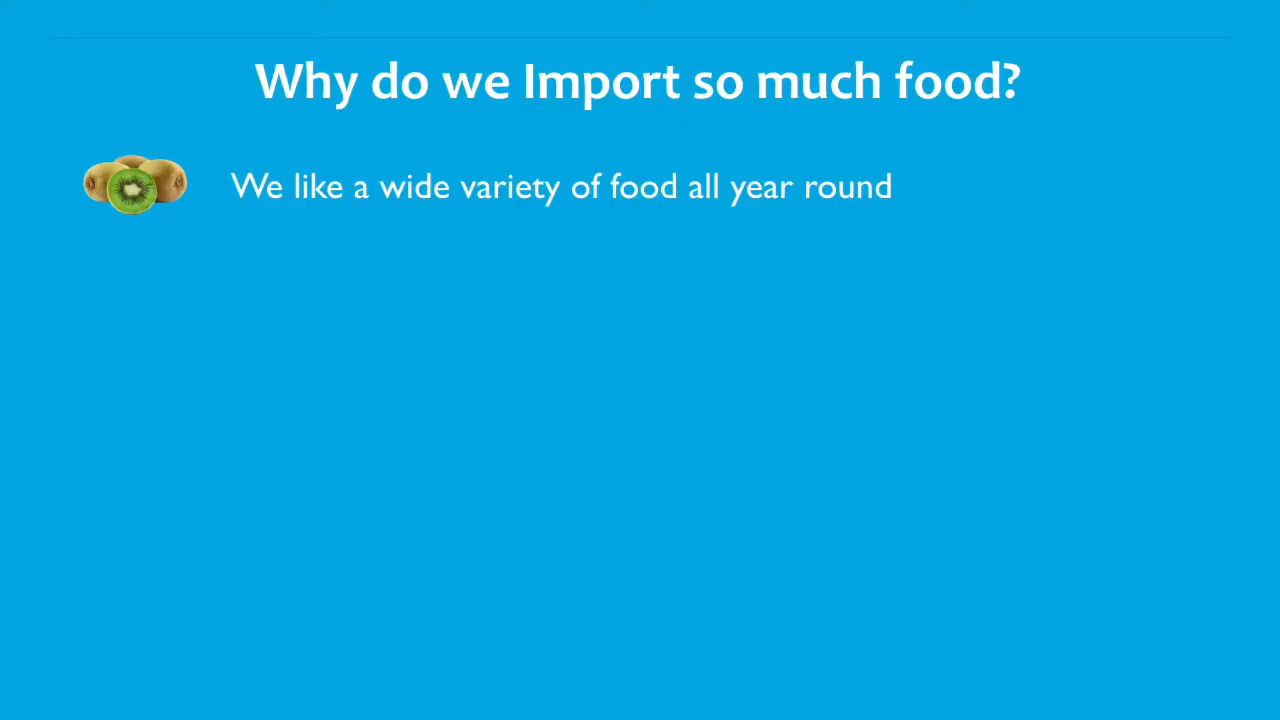 Why do we Import so much food?
We like a wide variety of food all year round